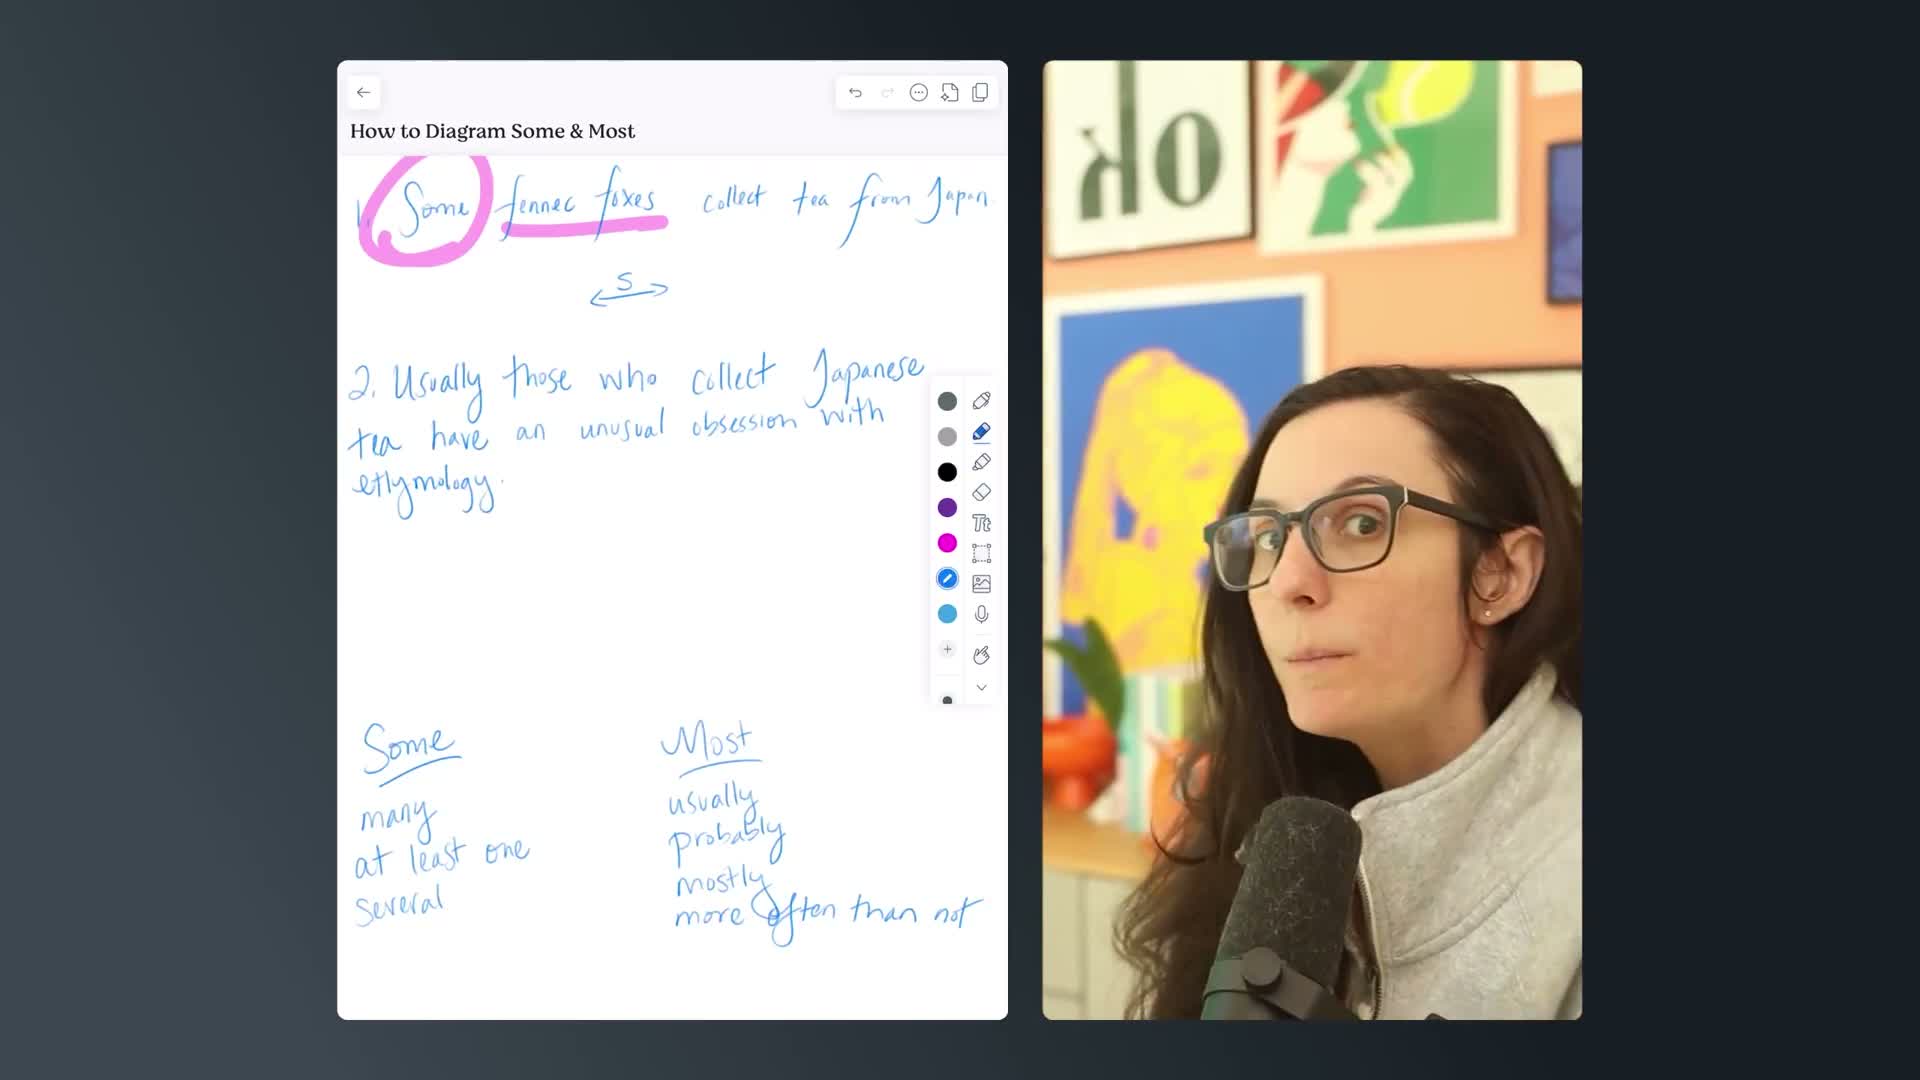 How to Diagram Some & Most
1. Some fennec foxes collect tea from Japan.
S
2. Usually those who collect Japanese
tea have an unusual obsession with
etlymology.
Tt
Some
many
at least one
several
Most
usually
probably
mostly
more often than not